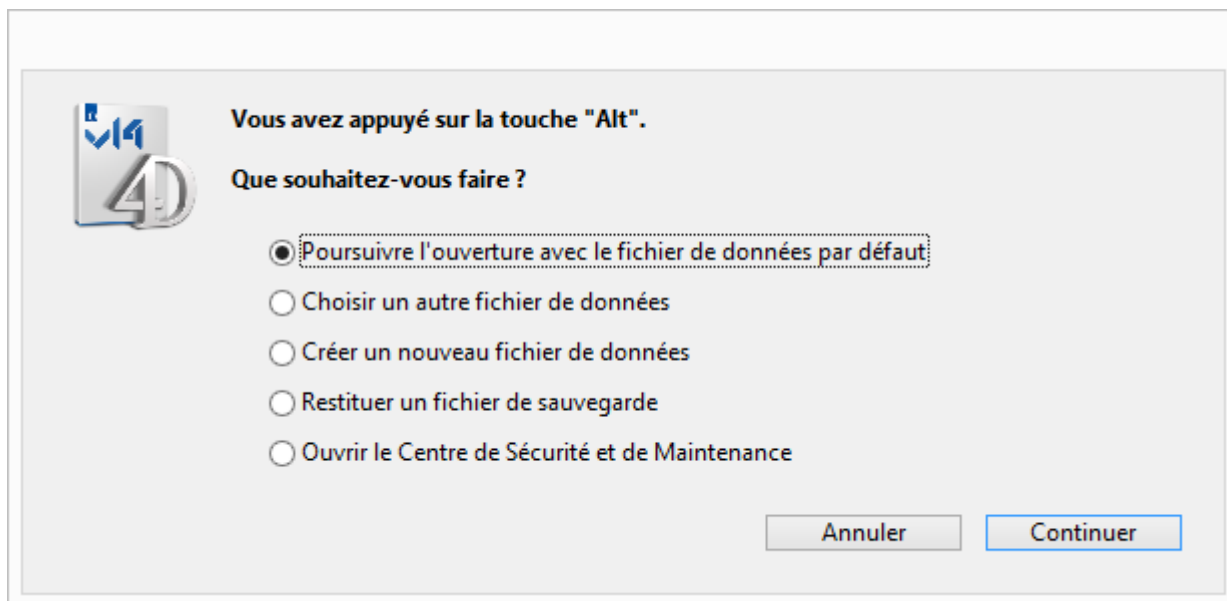 v14
4D
Vous avez appuyé sur la touche "Alt".
Que souhaitez-vous faire ?
Poursuivre l'ouverture avec le fichier de données par défaut
Choisir un autre fichier de données
Créer un nouveau fichier de données
Restituer un fichier de sauvegarde
Ouvrir le Centre de Sécurité et de Maintenance
Annuler
Continuer